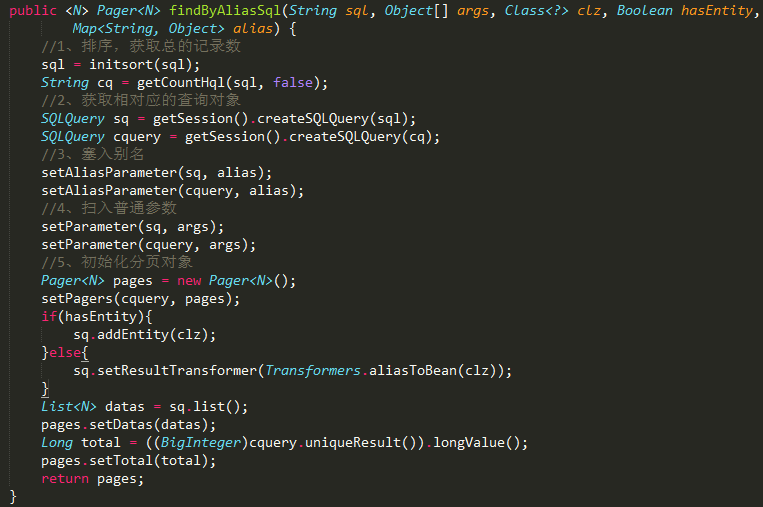 public <N> Pager<N> findByAliasSql(String sql, Object[] args, Class<?> clz, Boolean hasEntity,
Map<String, Object> alias) {
//1、排序，获取总的记录数
sql = initsort(sql);
String cq = getCountHql(sql, false);
//2、获取相对应的查询对象
SQLQuery sq = getSession().createSQLQuery(sql);
SQLQuery cquery = getSession().createSQLQuery(cq);
//3、塞入别名
setAliasParameter(sq, alias);
setAliasParameter(cquery, alias);
//4、扫入普通参数
setParameter(sq, args);
setParameter(cquery, args);
//5、初始化分页对象
Pager<N> pages = new Pager<N>();
setPagers(cquery, pages);
if(hasEntity){
sq.addEntity(clz);
}else{
sq.setResultTransformer(Transformers.aliasToBean(clz));
}
List<N> datas = sq.list();
pages.setDatas(datas);
Long total = ((BigInteger)cquery.uniqueResult()).longValue();
pages.setTotal(total);
return pages;
}